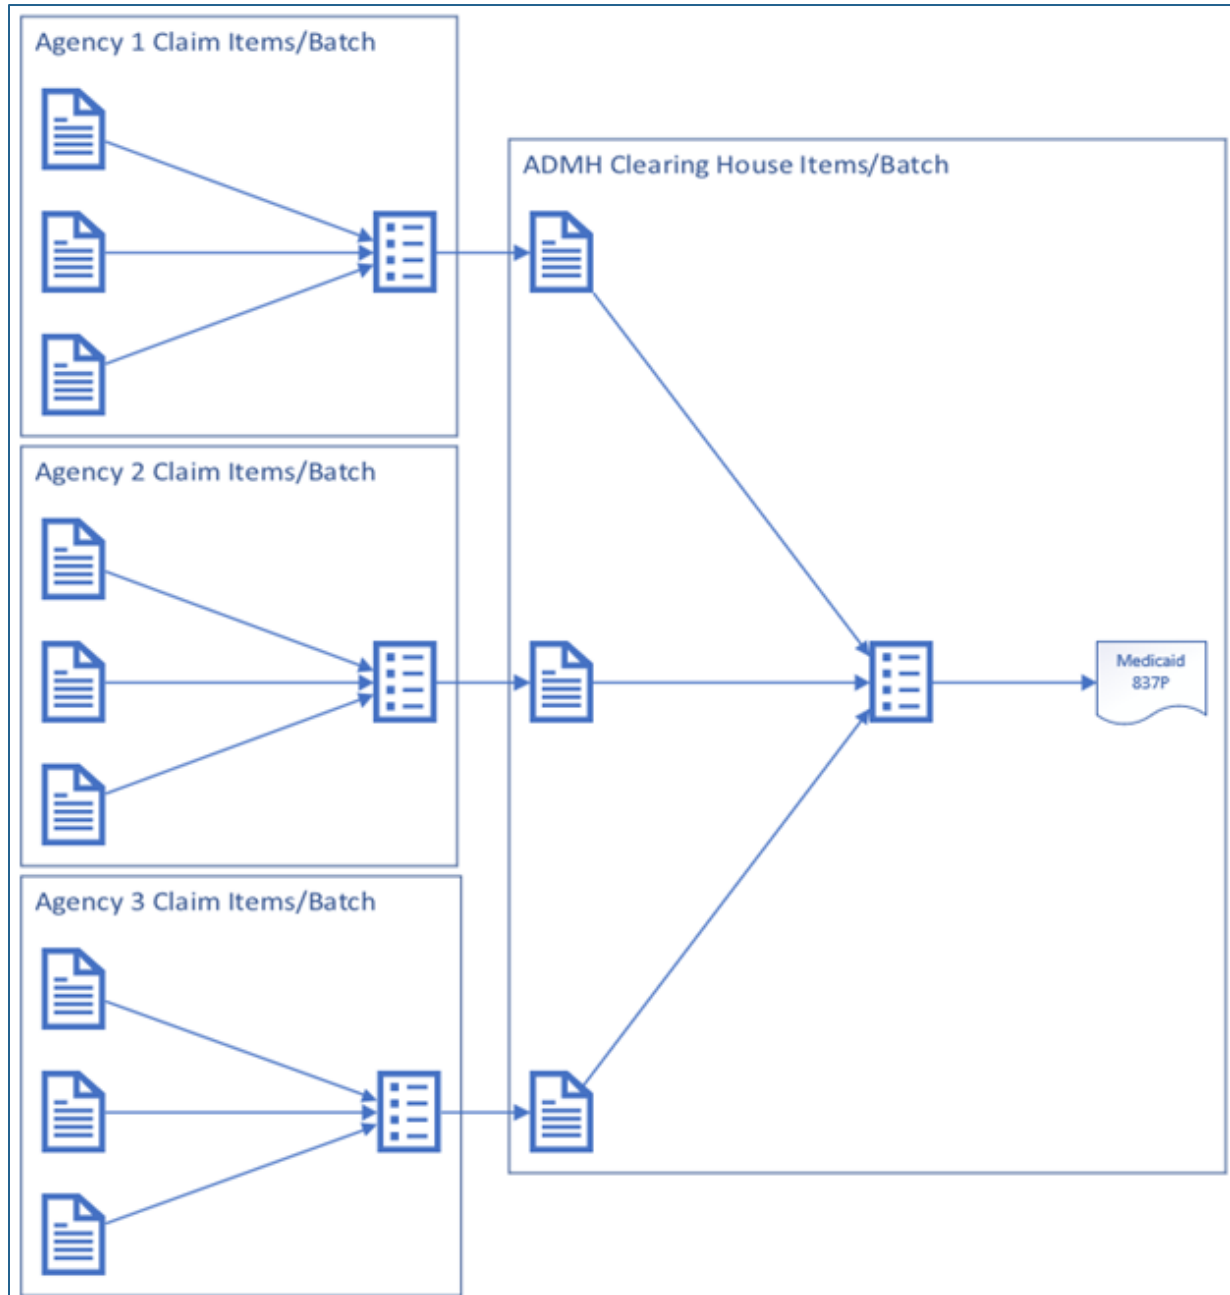 Agency 1 Claim Items/Batch
ADMH Clearing House Items/Batch
Agency 2 Claim Items/Batch
Medicaid
837P
Agency 3 Claim Items/Batch